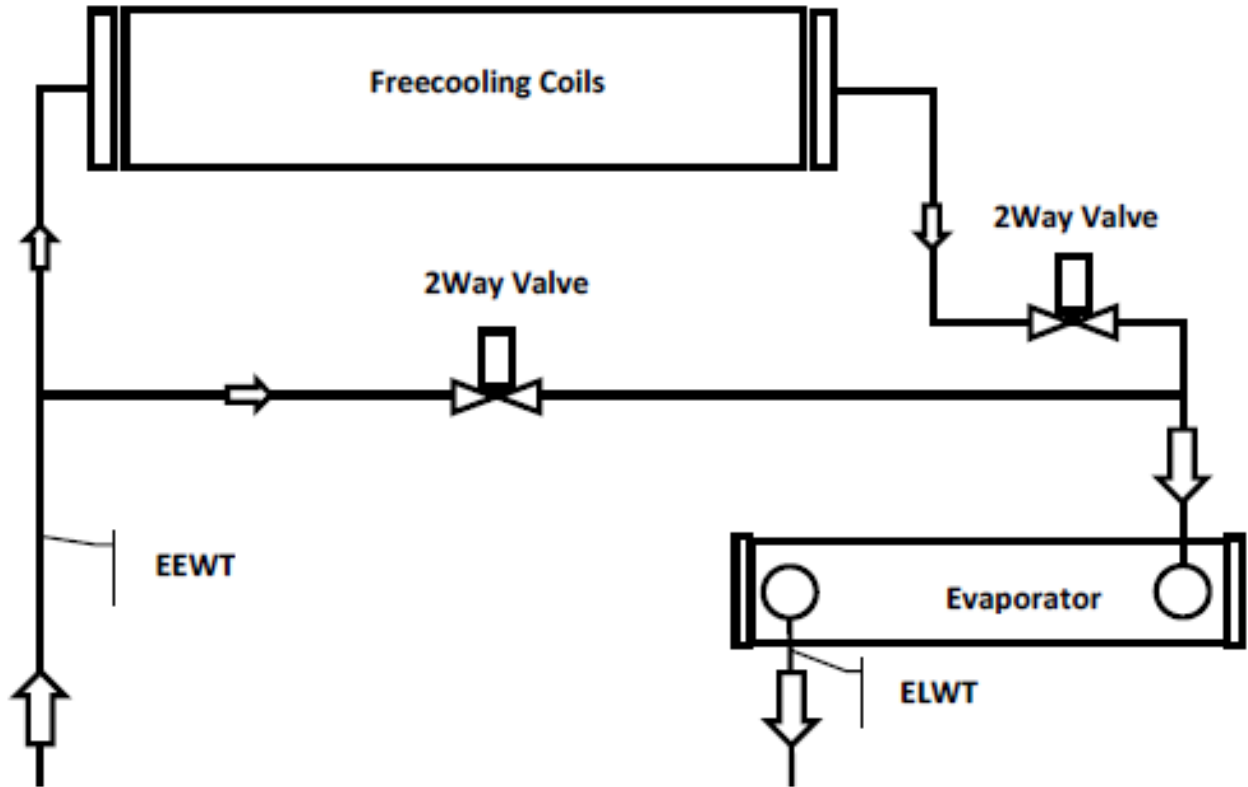 Freecooling Coils
2Way Valve
2Way Valve
EEWT
Evaporator
ELWT